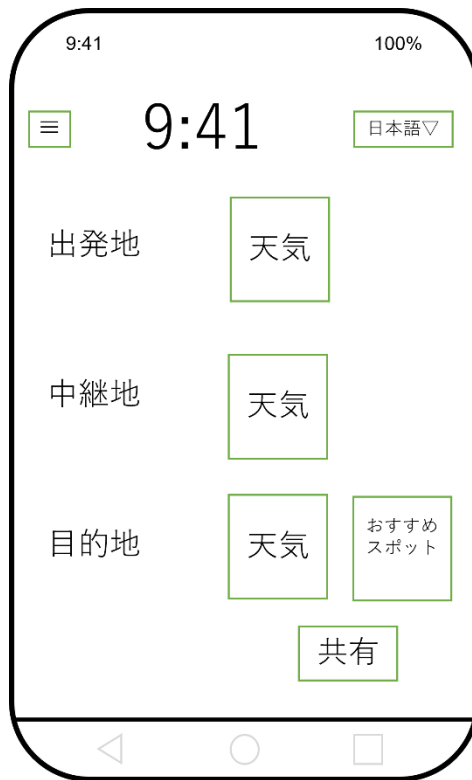 9:41 100%
≡ 9:41 日本語▽
出発地 天気
中継地 天気
目的地 天気 おすすめ
スポット
共有